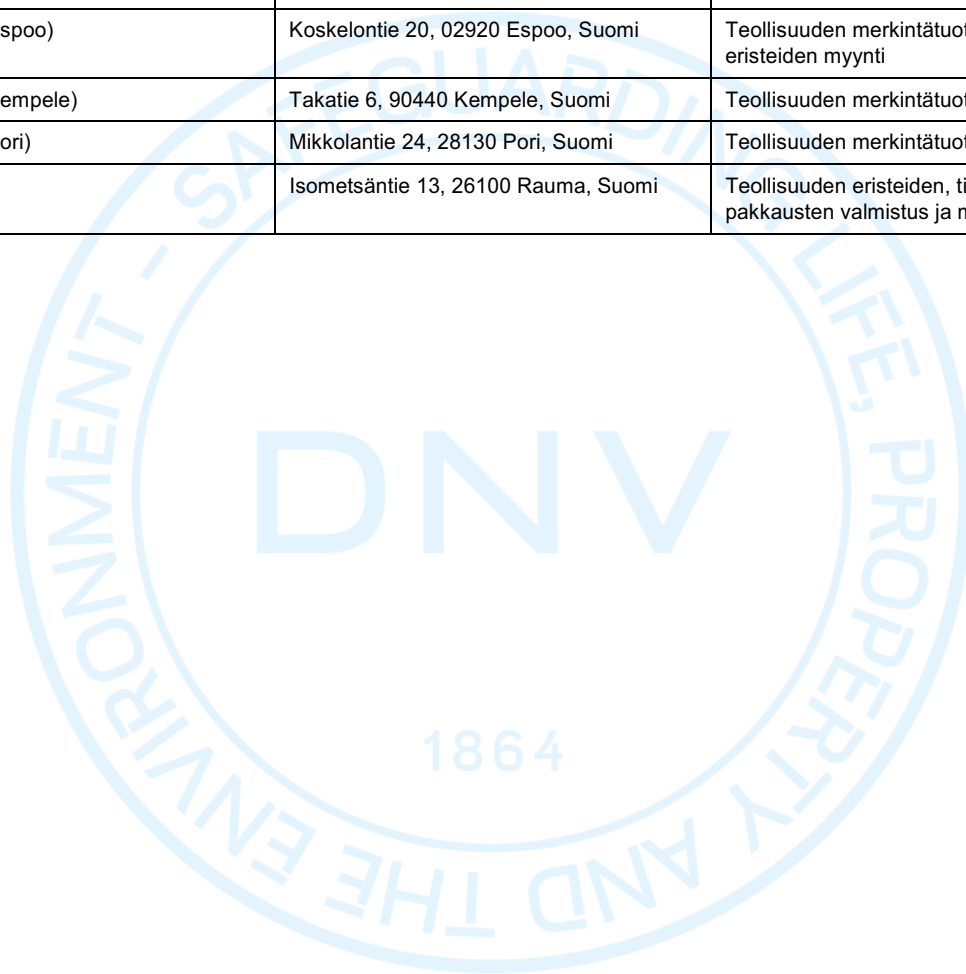 spoo) Koskelontie 20, 02920 Espoo, Suomi Teollisuuden merkintätuot
eristeiden myynti
empele) Takatie 6, 90440 Kempele, Suomi Teollisuuden merkintätuot
ori) Mikkolantie 24, 28130 Pori, Suomi Teollisuuden merkintätuot
Isometsäntie 13, 26100 Rauma, Suomi Teollisuuden eristeiden, ti
pakkausten valmistus ja m
SAFEGUARDING LIFE, PROPERTY AND THE ENVIRONMENT -
DNV
1864